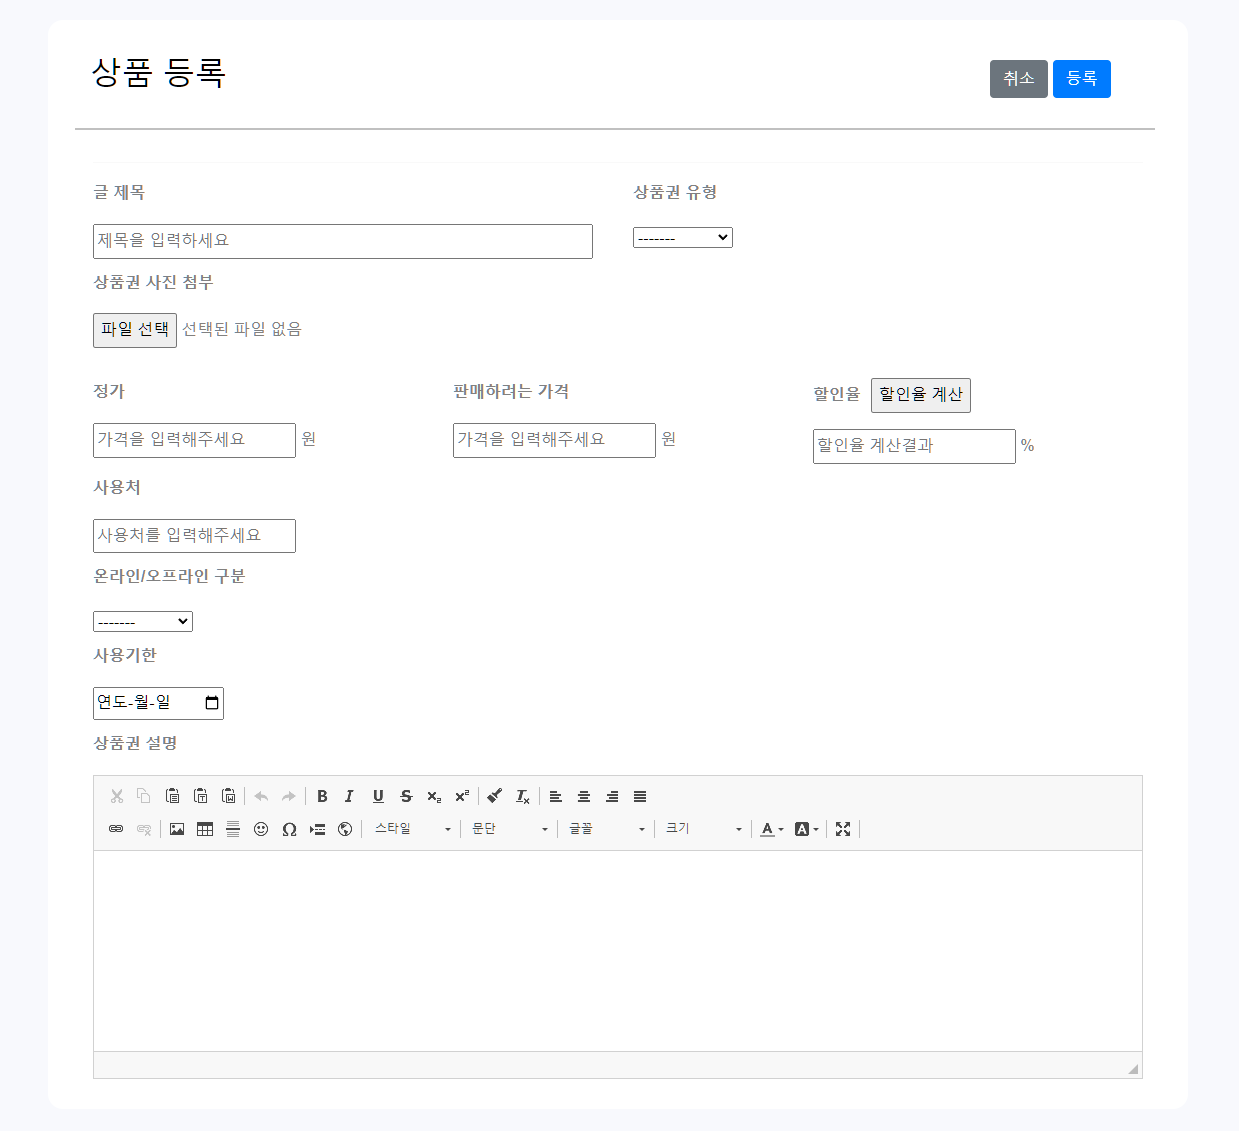 상품 등록
취소 등록
글 제목 상품권 유형
제목을 입력하세요 -------
상품권 사진 첨부
파일 선택 선택된 파일 없음
정가 판매하려는 가격 할인율 할인율 계산
가격을 입력해주세요 원 가격을 입력해주세요 원 할인율 계산결과 %
사용처
사용처를 입력해주세요
온라인/오프라인 구분
-------
사용기한
연도-월-일
상품권 설명
B I U S x₂ x² Tx
Ω 스타일 문단 글꼴 크기 A A